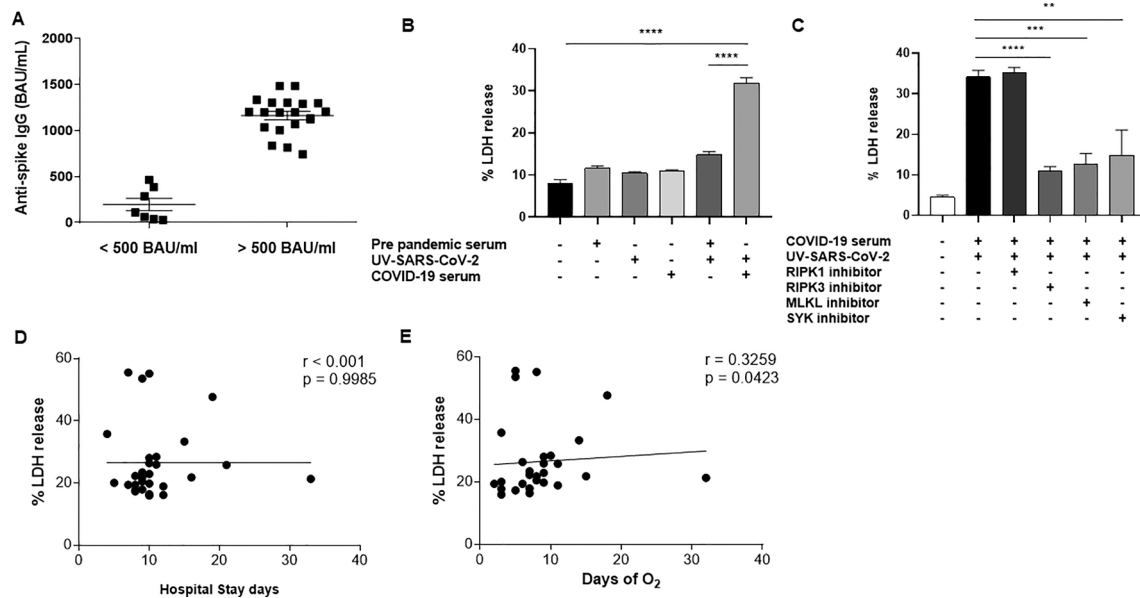 A
Anti-spike IgG (BAU/mL)
2000
1500
1000
500
0
< 500 BAU/ml > 500 BAU/ml
B
% LDH release
40
30
20
10
0
****
****
Pre pandemic serum - + - - + -
UV-SARS-CoV-2 - - + - + +
COVID-19 serum - - - + - +
C
% LDH release
40
30
20
10
0
**
***
****
COVID-19 serum - + + + + +
UV-SARS-CoV-2 - + + + + +
RIPK1 inhibitor - - + - - -
RIPK3 inhibitor - - - + - -
MLKL inhibitor - - - - + -
SYK inhibitor - - - - - +
D
% LDH release
60
40
20
0
r < 0.001
p = 0.9985
0 10 20 30 40
Hospital Stay days
E
% LDH release
60
40
20
0
r = 0.3259
p = 0.0423
0 10 20 30 40
Days of O₂